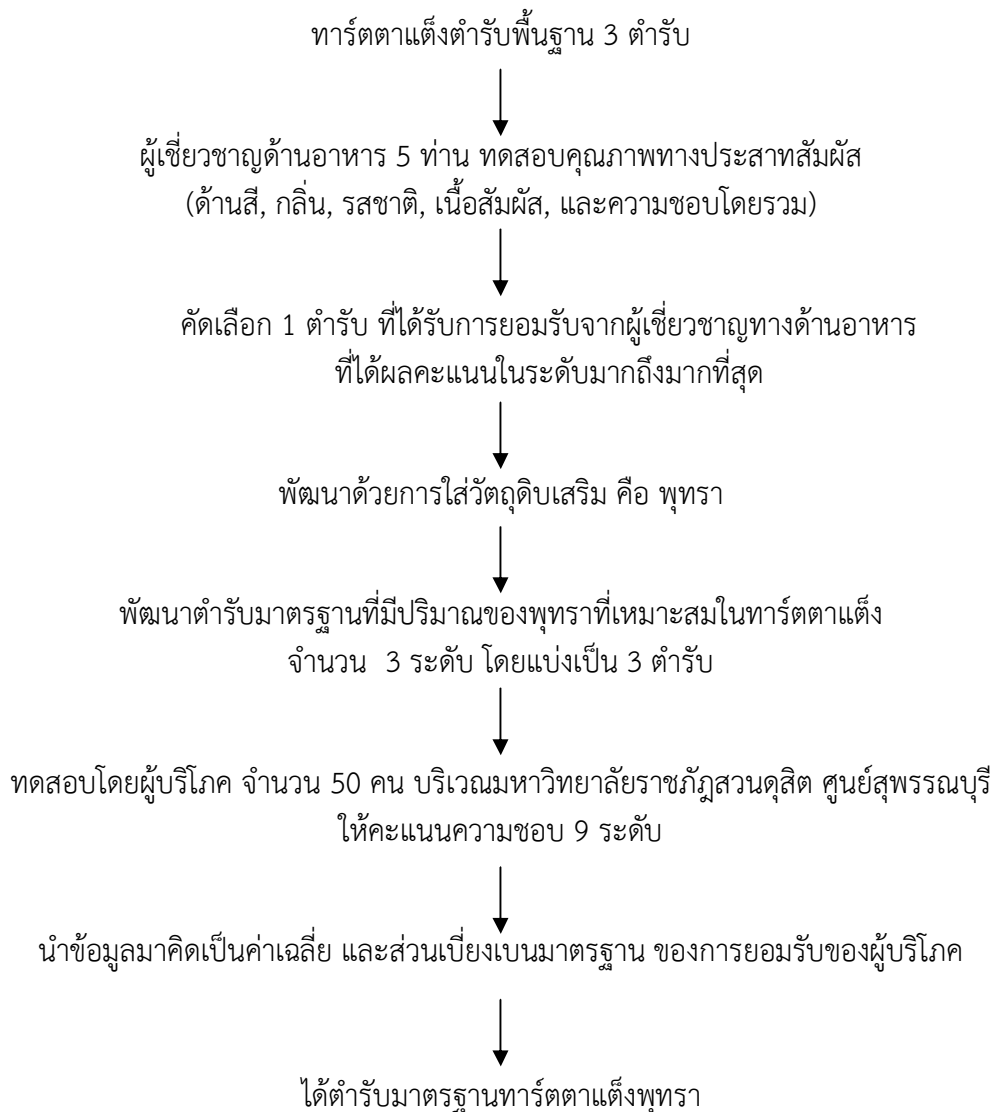 ทาร์ตตาแต็งตำรับพื้นฐาน 3 ตำรับ
ผู้เชี่ยวชาญด้านอาหาร 5 ท่าน ทดสอบคุณภาพทางประสาทสัมผัส
(ด้านสี, กลิ่น, รสชาติ, เนื้อสัมผัส, และความชอบโดยรวม)
คัดเลือก 1 ตำรับ ที่ได้รับการยอมรับจากผู้เชี่ยวชาญทางด้านอาหาร
ที่ได้ผลคะแนนในระดับมากถึงมากที่สุด
พัฒนาด้วยการใส่วัตถุดิบเสริม คือ พุทรา
พัฒนาตำรับมาตรฐานที่มีปริมาณของพุทราที่เหมาะสมในทาร์ตตาแต็ง
จำนวน 3 ระดับ โดยแบ่งเป็น 3 ตำรับ
ทดสอบโดยผู้บริโภค จำนวน 50 คน บริเวณมหาวิทยาลัยราชภัฏสวนดุสิต ศูนย์สุพรรณบุรี
ให้คะแนนความชอบ 9 ระดับ
นำข้อมูลมาคิดเป็นค่าเฉลี่ย และส่วนเบี่ยงเบนมาตรฐาน ของการยอมรับของผู้บริโภค
ได้ตำรับมาตรฐานทาร์ตตาแต็งพุทรา